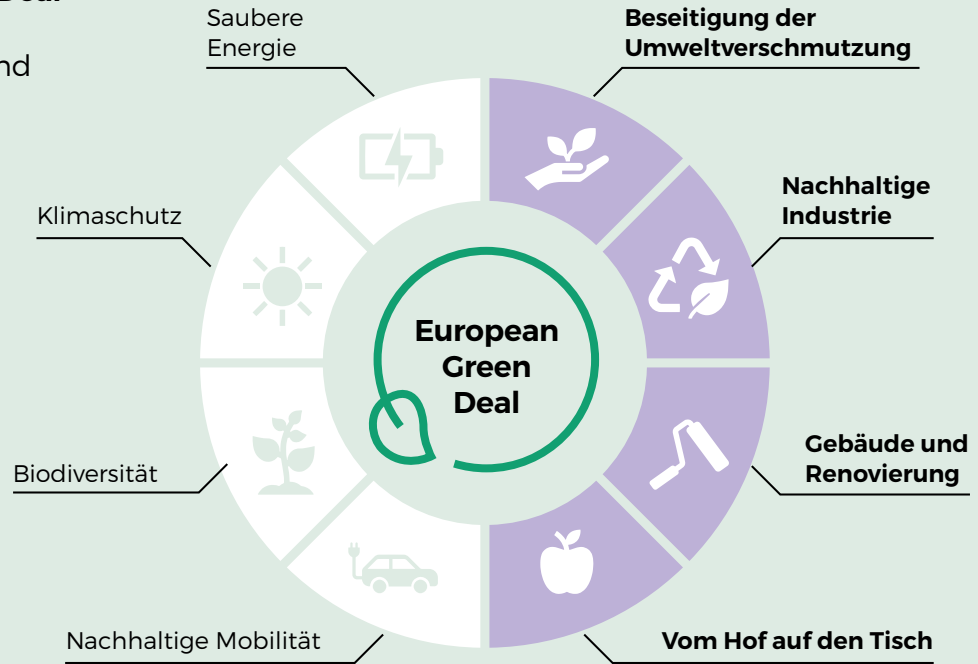 Saubere
Energie
Beseitigung der
Umweltverschmutzung
nd
Klimaschutz
Nachhaltige
Industrie
European
Green
Deal
Biodiversität
Gebäude und
Renovierung
Nachhaltige Mobilität
Vom Hof auf den Tisch